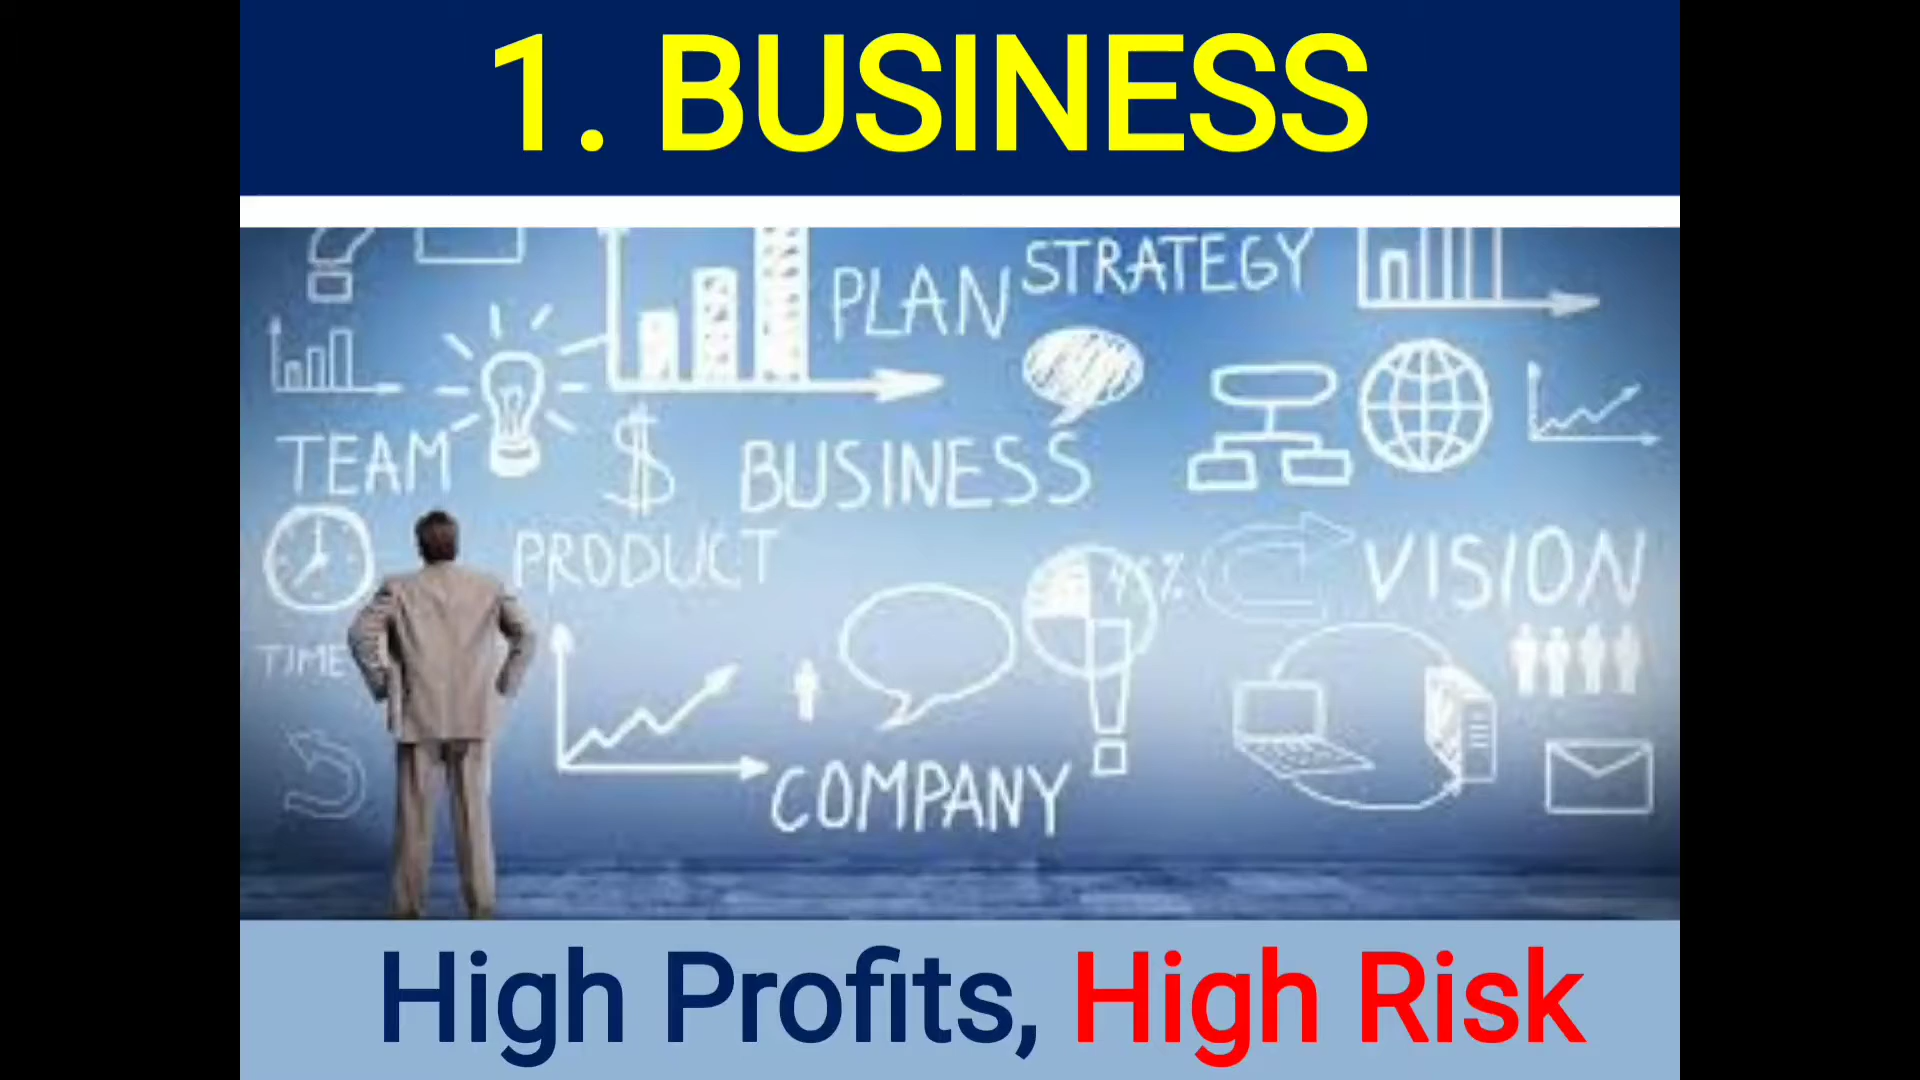 1. BUSINESS
PLAN
STRATEGY
TEAM
$
BUSINESS
PRODUCT
VISION
TIME
COMPANY
High Profits, High Risk